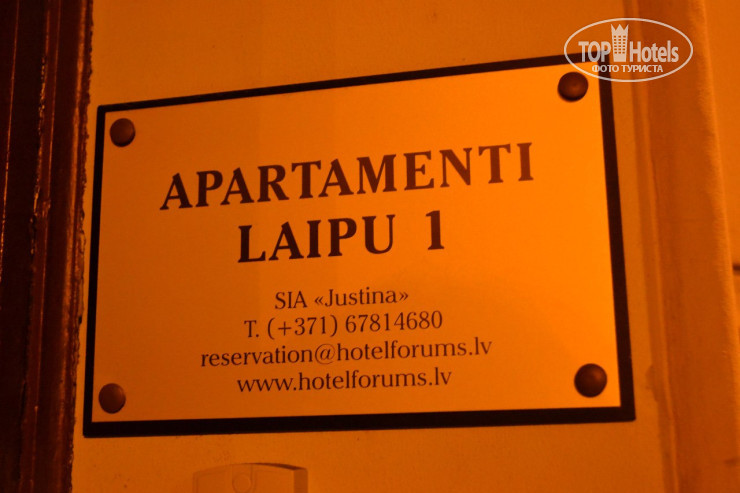 TOP Hotels
ФОТО ТУРИСТА
APARTAMENTI
LAIPU 1
SIA «Justina»
T. (+371) 67814680
reservation@hotelforums.lv
www.hotelforums.lv